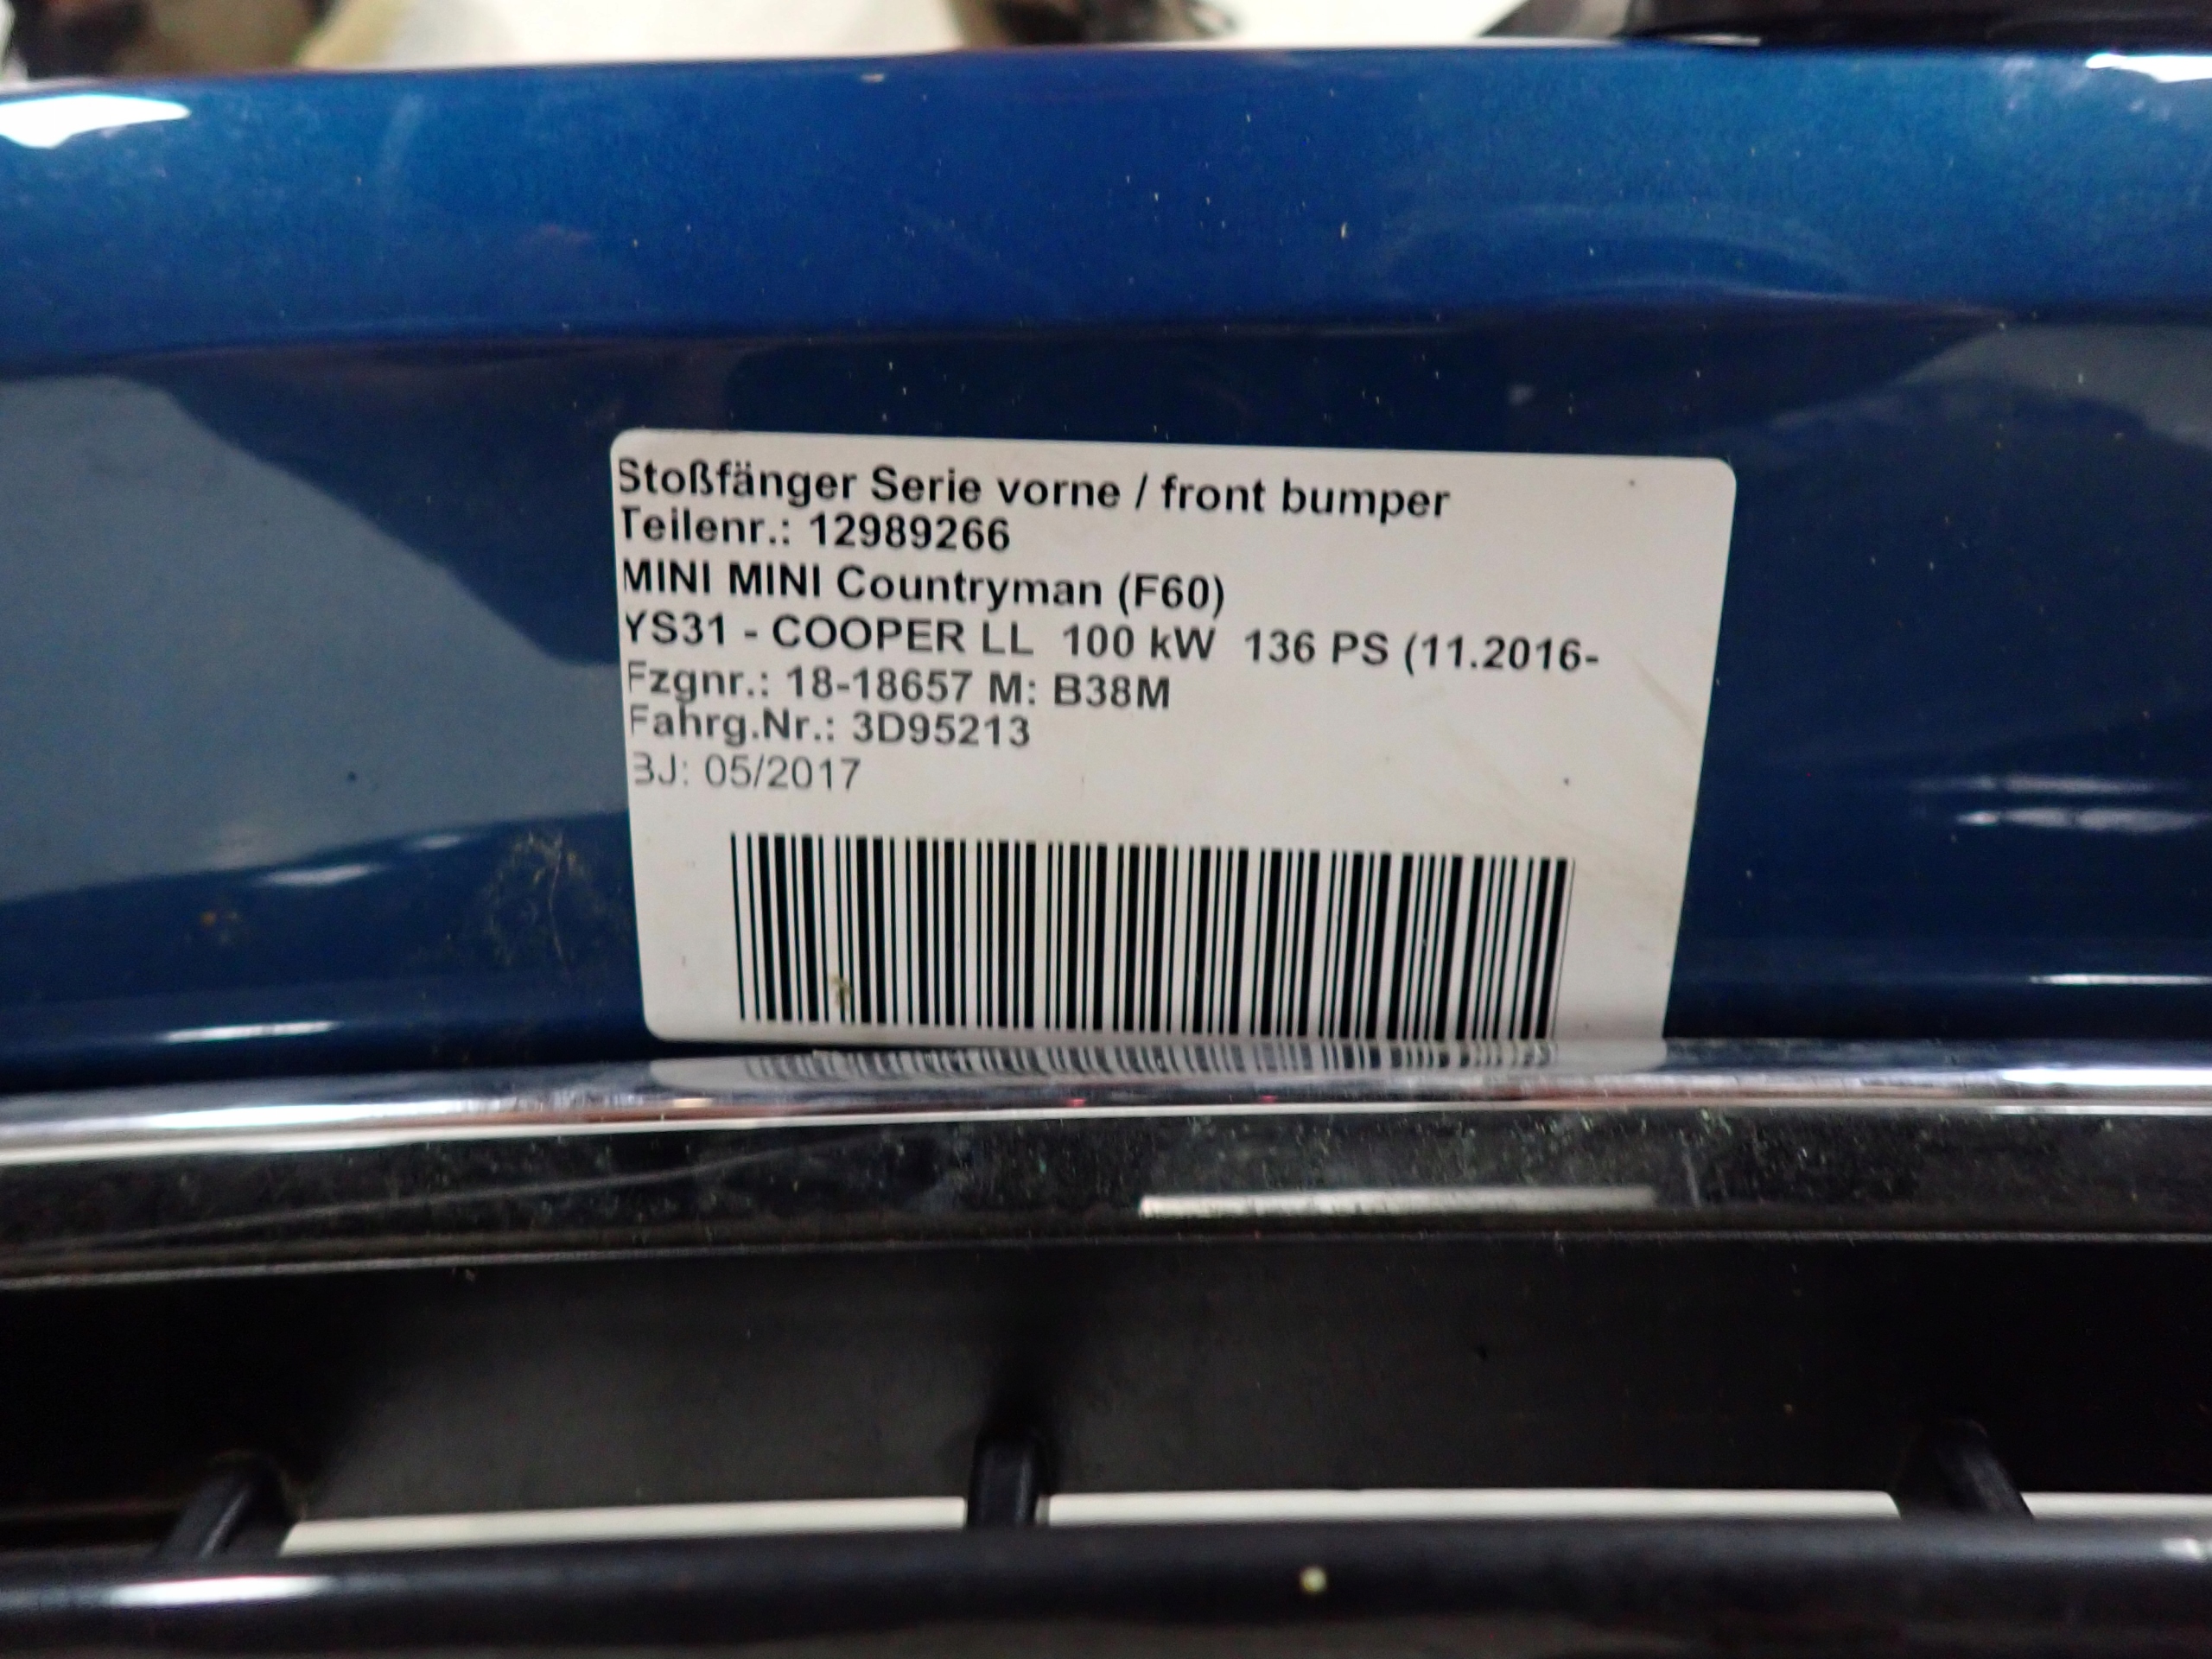 Stoßfänger Serie vorne / front bumper
Teilenr.: 12989266
MINI MINI Countryman (F60)
YS31 - COOPER LL 100 kW 136 PS (11.2016-
Fzgnr.: 18-18657 M: B38M
Fahrg.Nr.: 3D95213
BJ: 05/2017